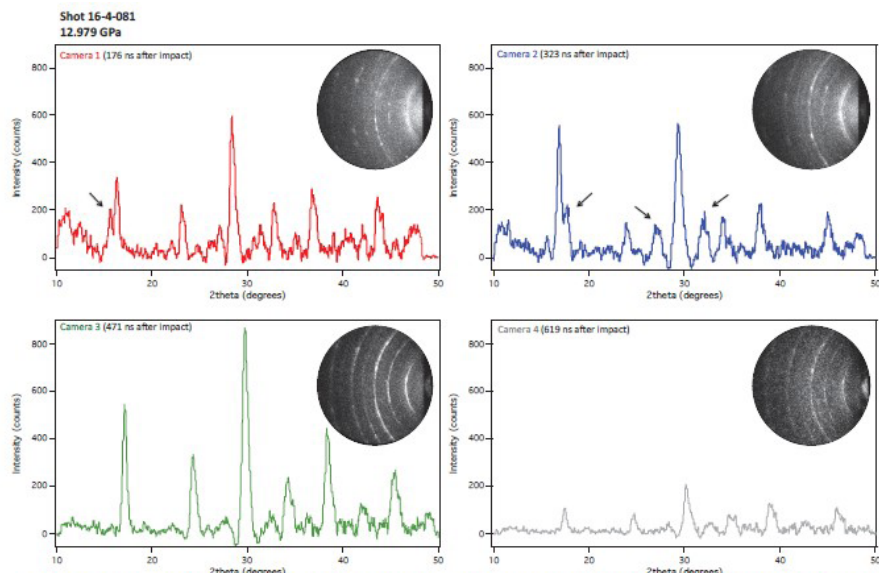 Shot 16-4-081
12.979 GPa
Camera 1 (176 ns after impact)
800
600
400
200
0
Intensity (counts)
10
20
30
40
50
2theta (degrees)
Camera 2 (323 ns after impact)
800
600
400
200
0
Intensity (counts)
10
20
30
40
50
2theta (degrees)
Camera 3 (471 ns after impact)
800
600
400
200
0
Intensity (counts)
10
20
30
40
50
2theta (degrees)
Camera 4 (619 ns after impact)
800
600
400
200
0
Intensity (counts)
10
20
30
40
50
2theta (degrees)